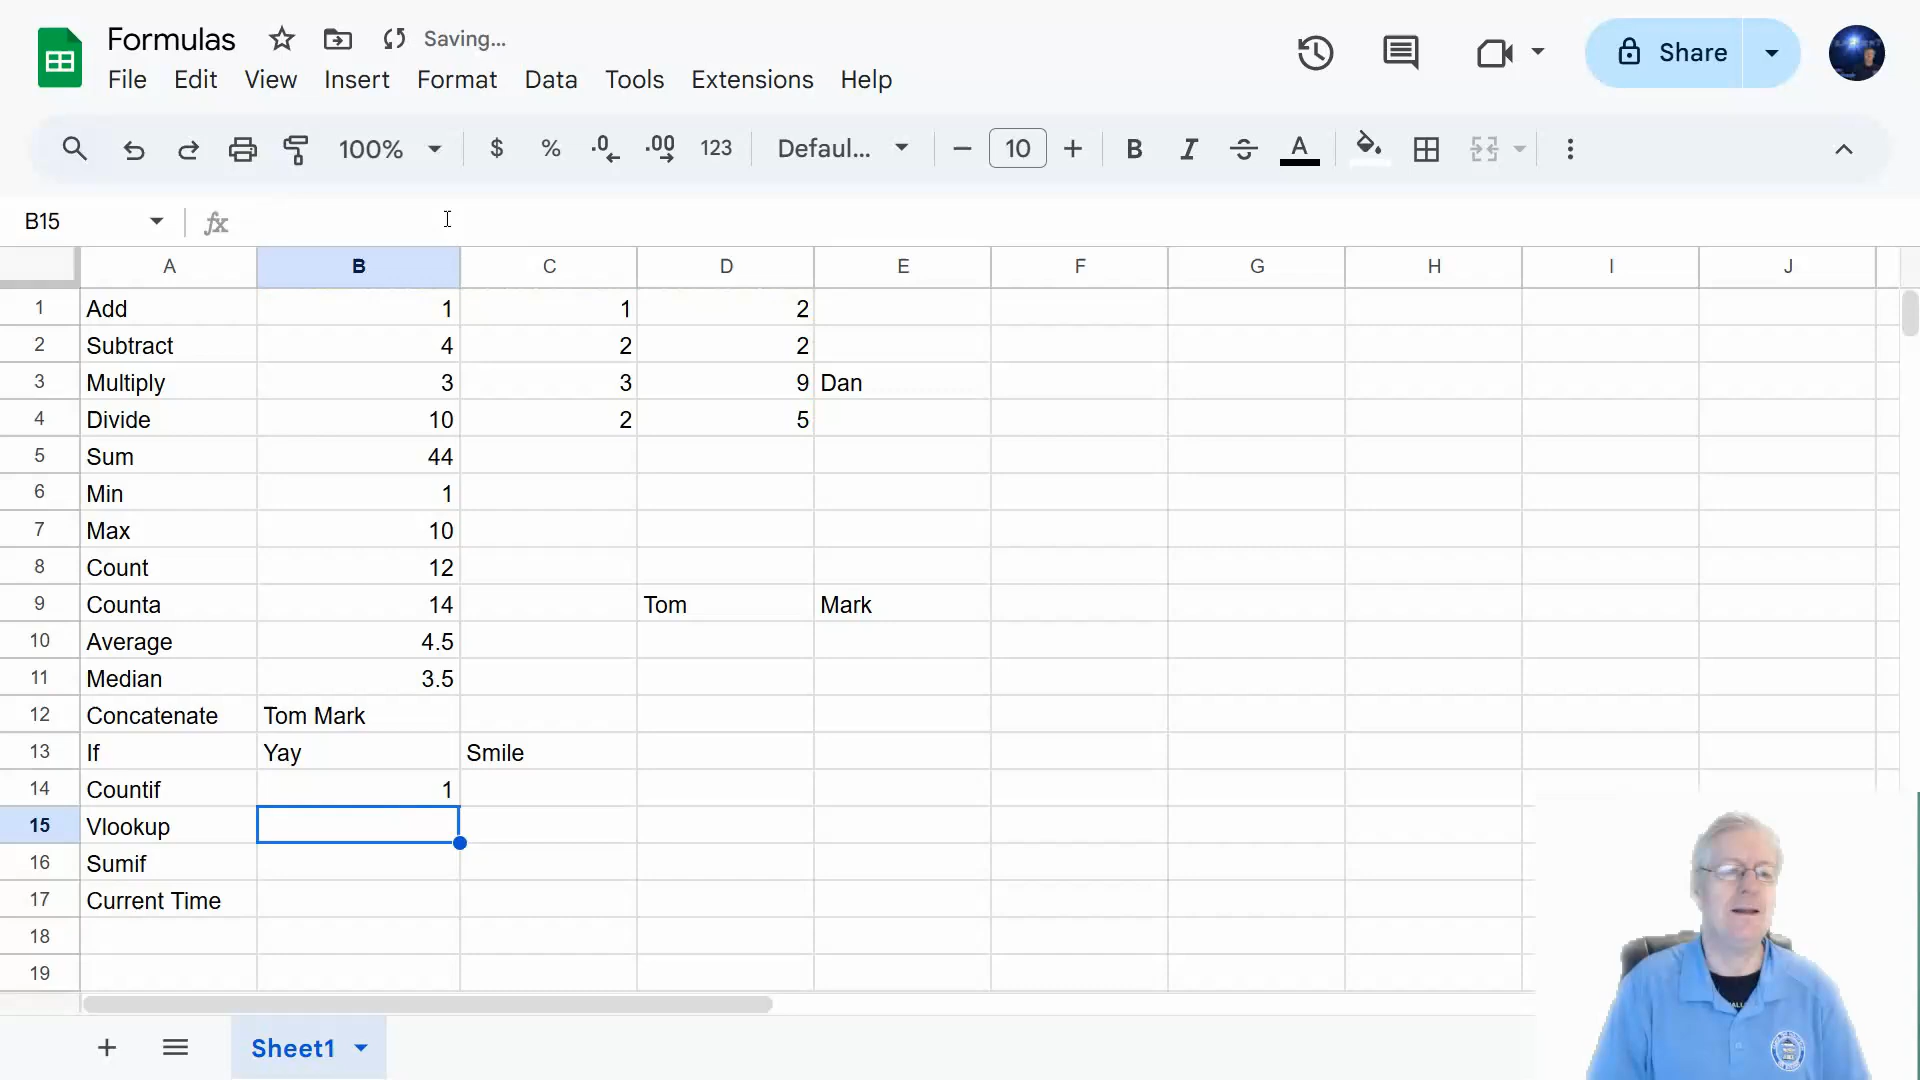 Formulas Saving...
File Edit View Insert Format Data Tools Extensions Help
Share
100% $ % .0 .00 123 Defaul... 10 B I A
B15 fx
A B C D E F G H I J
1 Add 1 1 2
2 Subtract 4 2 2
3 Multiply 3 3 9 Dan
4 Divide 10 2 5
5 Sum 44
6 Min 1
7 Max 10
8 Count 12
9 Counta 14 Tom Mark
10 Average 4.5
11 Median 3.5
12 Concatenate Tom Mark
13 If Yay Smile
14 Countif 1
15 Vlookup
16 Sumif
17 Current Time
18
19
Sheet1